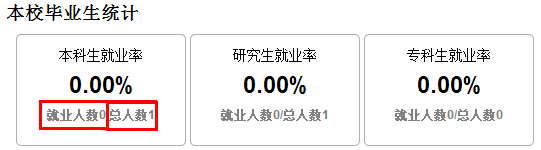 本校毕业生统计
本科生就业率 研究生就业率 专科生就业率
0.00% 0.00% 0.00%
就业人数0/总人数1 就业人数0/总人数1 就业人数0/总人数0